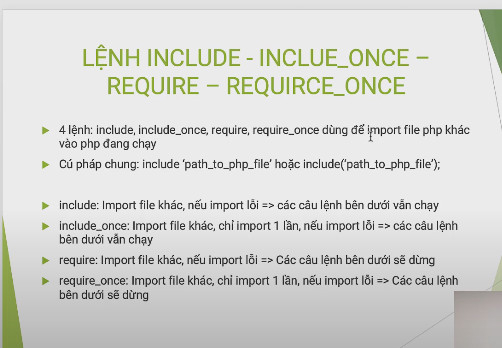 LỆNH INCLUDE - INCLUE_ONCE –
REQUIRE – REQUIRCE_ONCE
4 lệnh: include, include_once, require, require_once dùng để import file php khác
vào php đang chạy
Cú pháp chung: include ‘path_to_php_file’ hoặc include(‘path_to_php_file’);
include: Import file khác, nếu import lỗi => các câu lệnh bên dưới vẫn chạy
include_once: Import file khác, chỉ import 1 lần, nếu import lỗi => các câu lệnh
bên dưới vẫn chạy
require: Import file khác, nếu import lỗi => Các câu lệnh bên dưới sẽ dừng
require_once: Import file khác, chỉ import 1 lần, nếu import lỗi => Các câu lệnh
bên dưới sẽ dừng